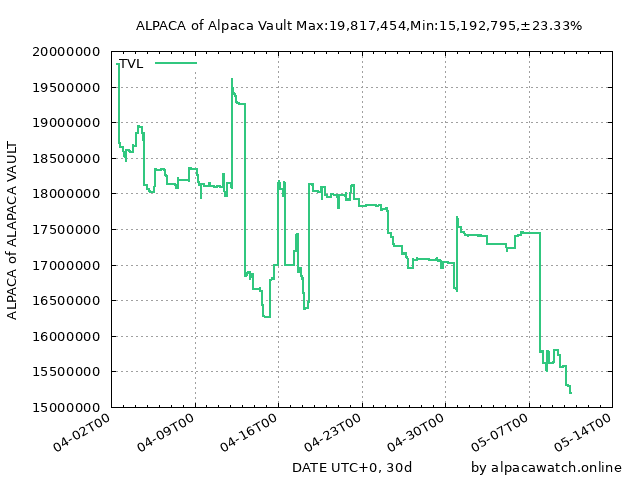 ALPACA of Alpaca Vault Max:19,817,454,Min:15,192,795,±23.33%
20000000
TVL
19500000
19000000
18500000
18000000
17500000
17000000
16500000
16000000
15500000
15000000
ALPACA of ALAPACA VAULT
04-02T00
04-09T00
04-16T00
04-23T00
04-30T00
05-07T00
05-14T00
DATE UTC+0, 30d
by alpacawatch.online